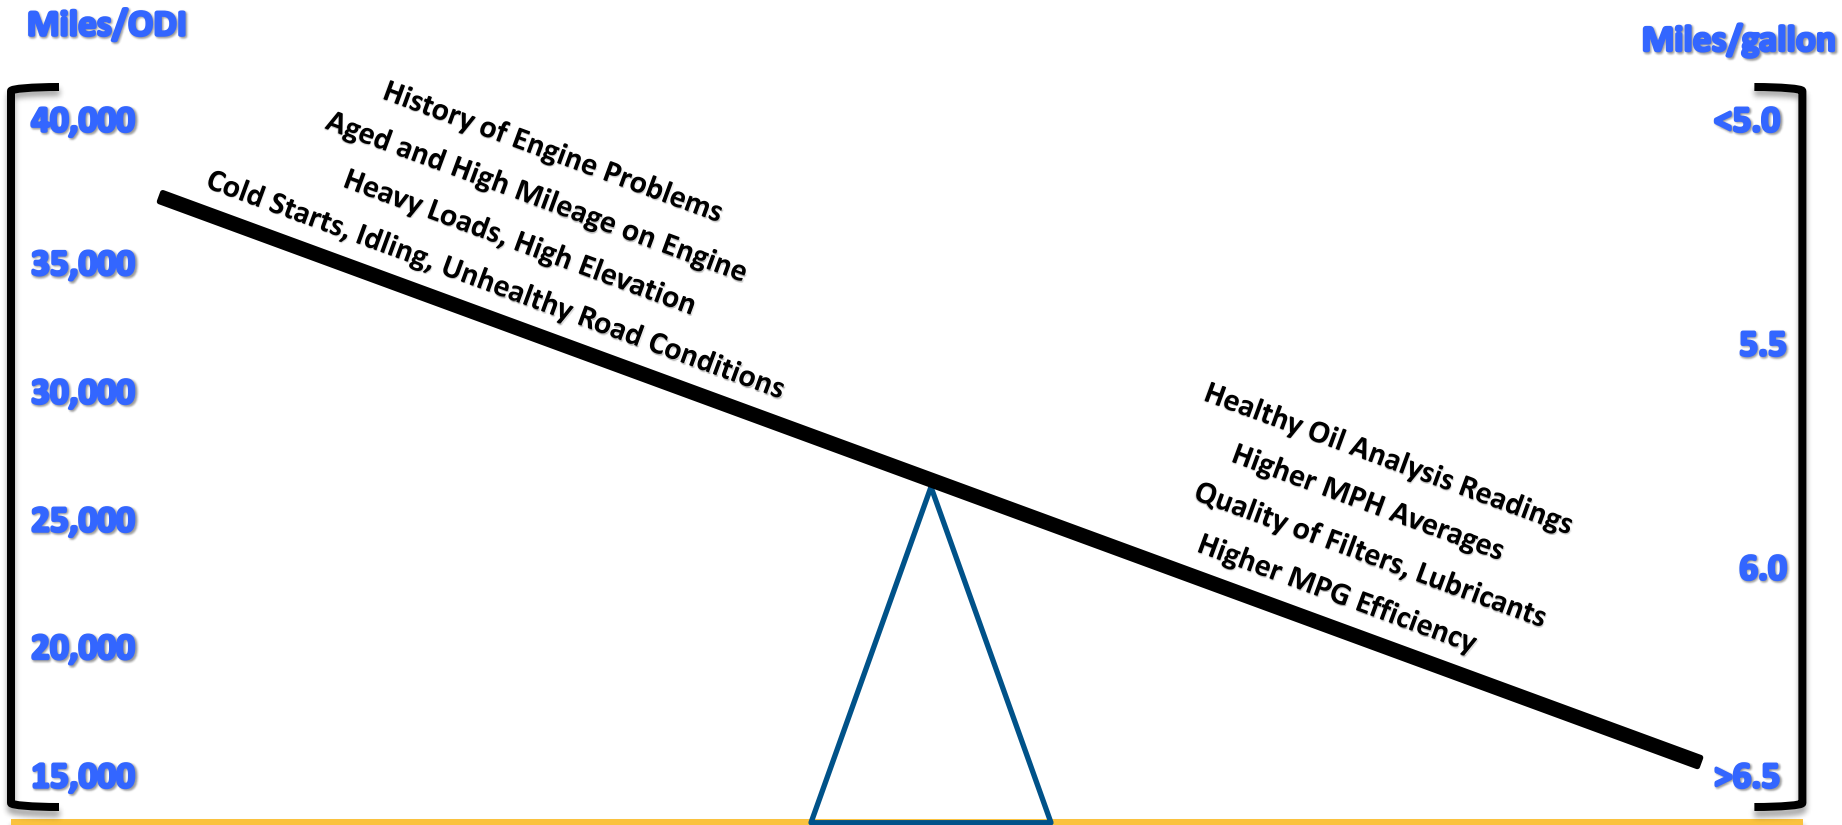 Miles/ODI
40,000
35,000
30,000
25,000
20,000
15,000
History of Engine Problems
Aged and High Mileage on Engine
Heavy Loads, High Elevation
Cold Starts, Idling, Unhealthy Road Conditions
Healthy Oil Analysis Readings
Higher MPH Averages
Quality of Filters, Lubricants
Higher MPG Efficiency
Miles/gallon
<5.0
5.5
6.0
>6.5